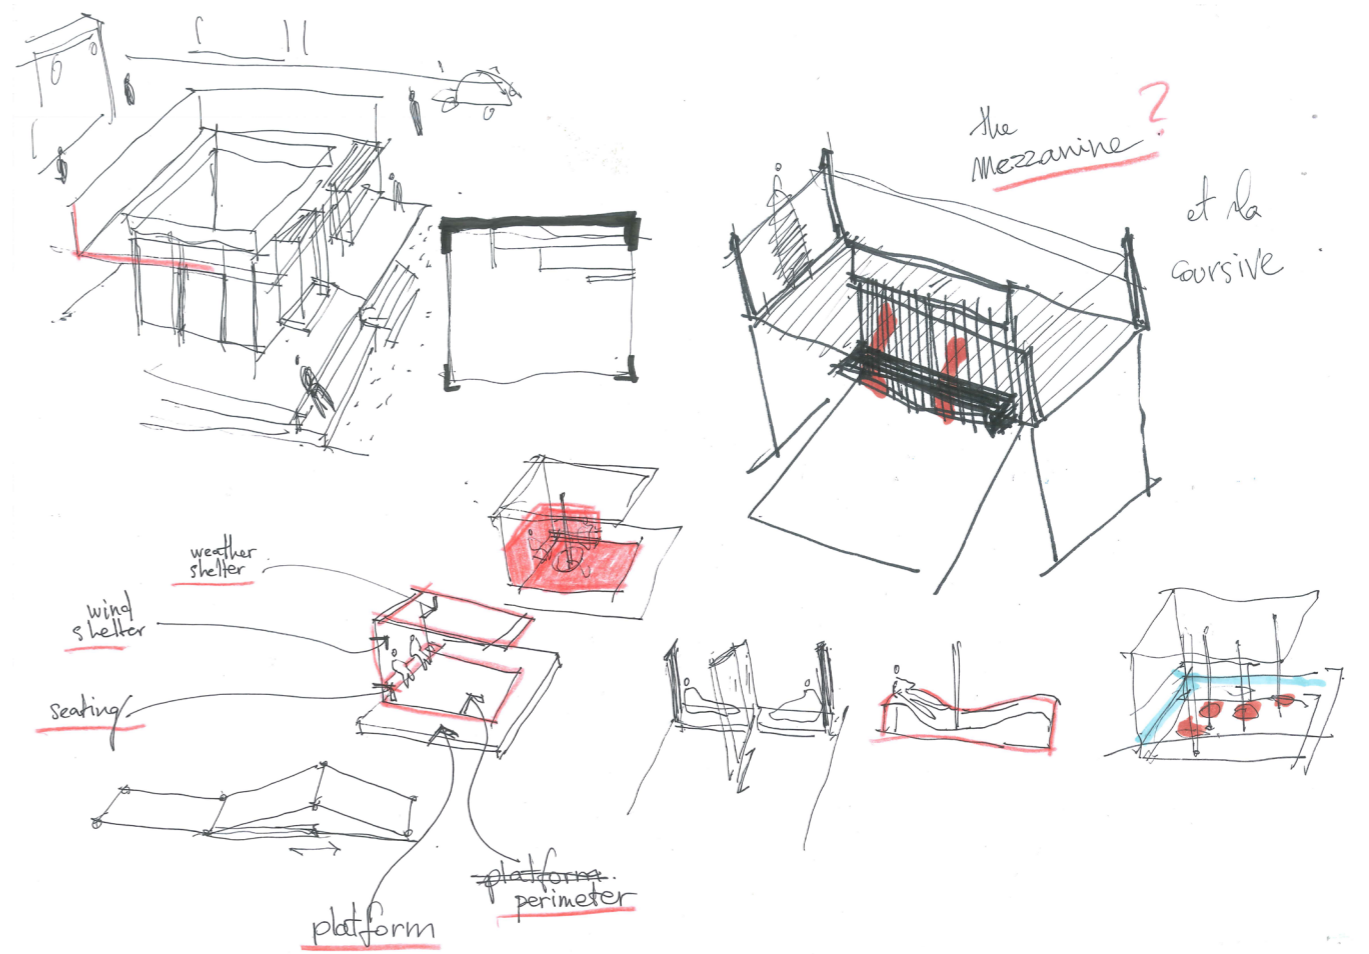 the
mezzanine?
et la
coursive
weather
shelter
wind
shelter
seating
platform
perimeter
platform